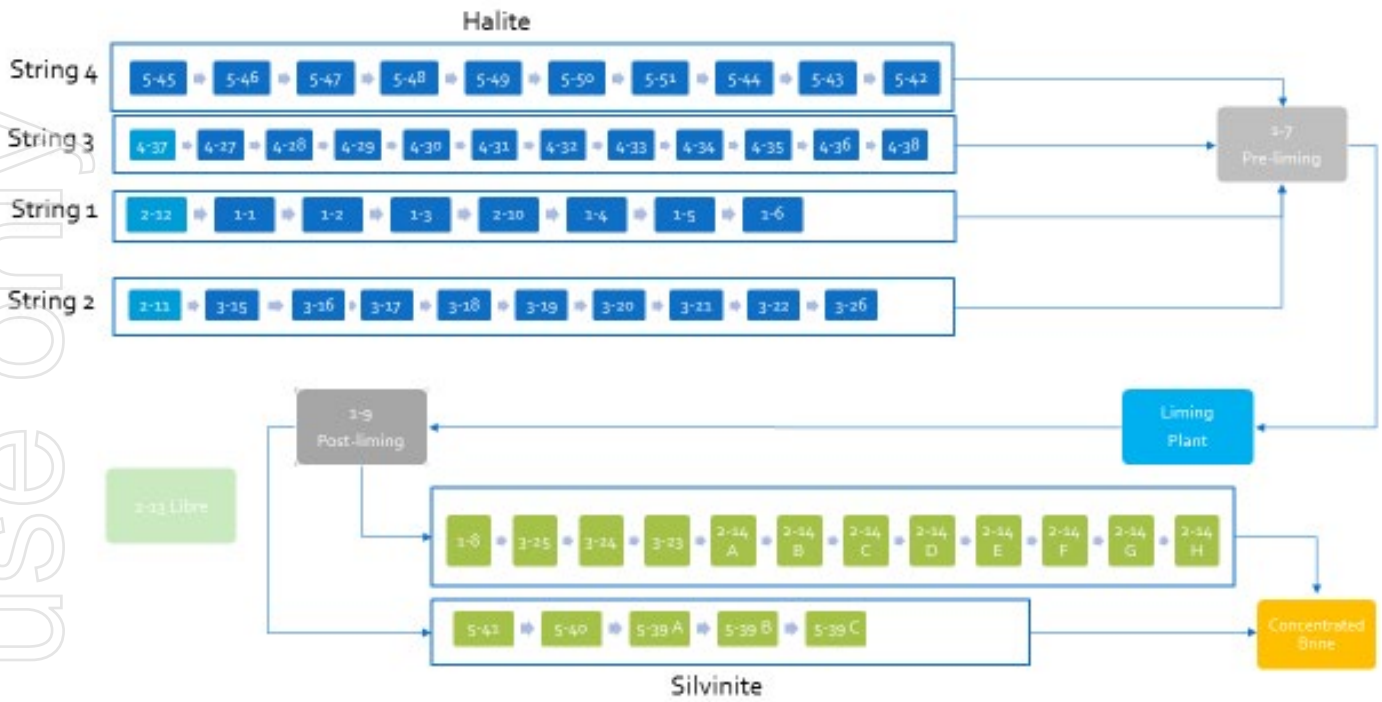 Halite
String 4
5-45 5-46 5-47 5-48 5-49 5-50 5-51 5-44 5-43 5-42
String 3
4-37 4-27 4-28 4-29 4-30 4-31 4-32 4-33 4-34 4-35 4-36 4-38
1-7
Pre-liming
String 1
2-12 1-1 1-2 1-3 2-10 1-4 1-5 1-6
String 2
2-11 3-15 3-16 3-17 3-18 3-19 3-20 3-21 3-22 3-26
1-9
Post-liming
Liming
Plant
2-13 Libre
1-8 3-25 3-24 3-23
2-14
A
2-14
B
2-14
C
2-14
D
2-14
E
2-14
F
2-14
G
2-14
H
5-41 5-40 5-39 A 5-39 B 5-39 C
Concentrated
Brine
Silvinite
use only